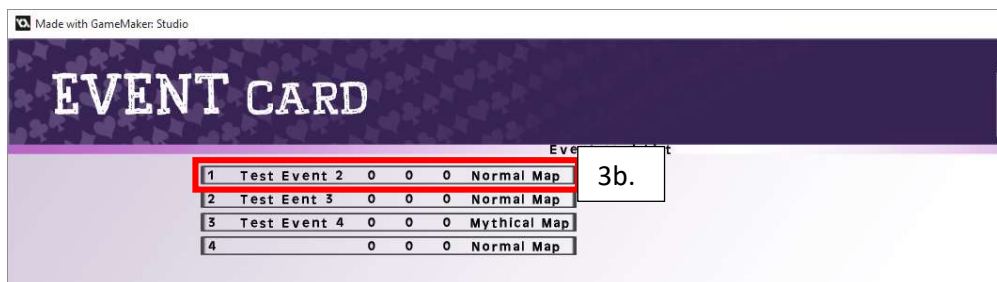 Made with GameMaker: Studio
EVENT CARD
1 Test Event 2 0 0 0 Normal Map
3b.
2 Test Eent 3 0 0 0 Normal Map
3 Test Event 4 0 0 0 Mythical Map
4 0 0 0 Normal Map